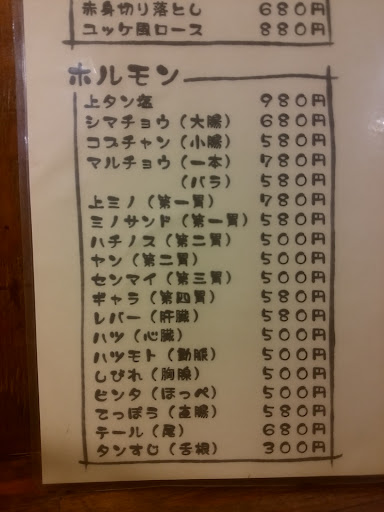 赤身切り落とし 680円
ユッケ風ロース 880円
ホルモン
上タン塩 980円
シマチョウ（大腸） 680円
コプチャン（小腸） 580円
マルチョウ（一本） 780円
（バラ） 580円
上ミノ（第一胃） 780円
ミノサンド（第一胃） 580円
ハチノス（第二胃） 500円
ヤン（第二胃） 500円
センマイ（第三胃） 500円
ギャラ（第四胃） 580円
レバー（肝臓） 580円
ハツ（心臓） 500円
ハツモト（動脈） 500円
しびれ（胸腺） 500円
ビンタ（ほっぺ） 500円
てっぽう（直腸） 580円
テール（尾） 680円
タンすじ（舌根） 300円